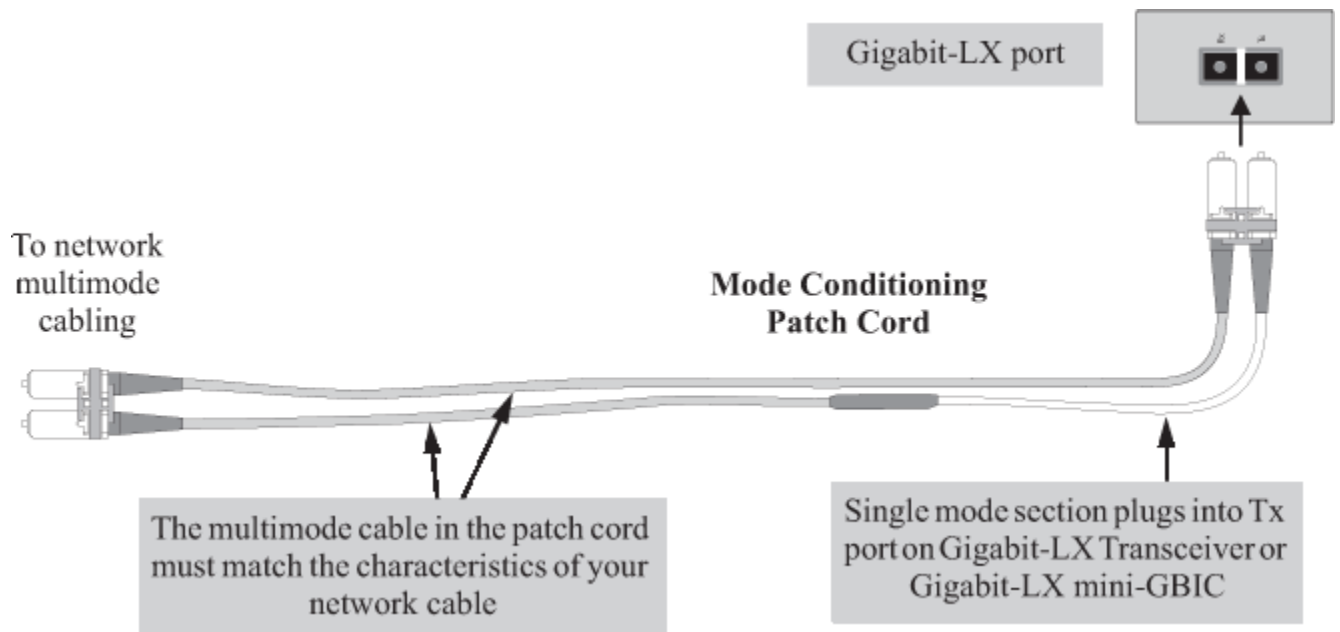 Gigabit-LX port
To network
multimode
cabling
Mode Conditioning
Patch Cord
The multimode cable in the patch cord
must match the characteristics of your
network cable
Single mode section plugs into Tx
port on Gigabit-LX Transceiver or
Gigabit-LX mini-GBIC